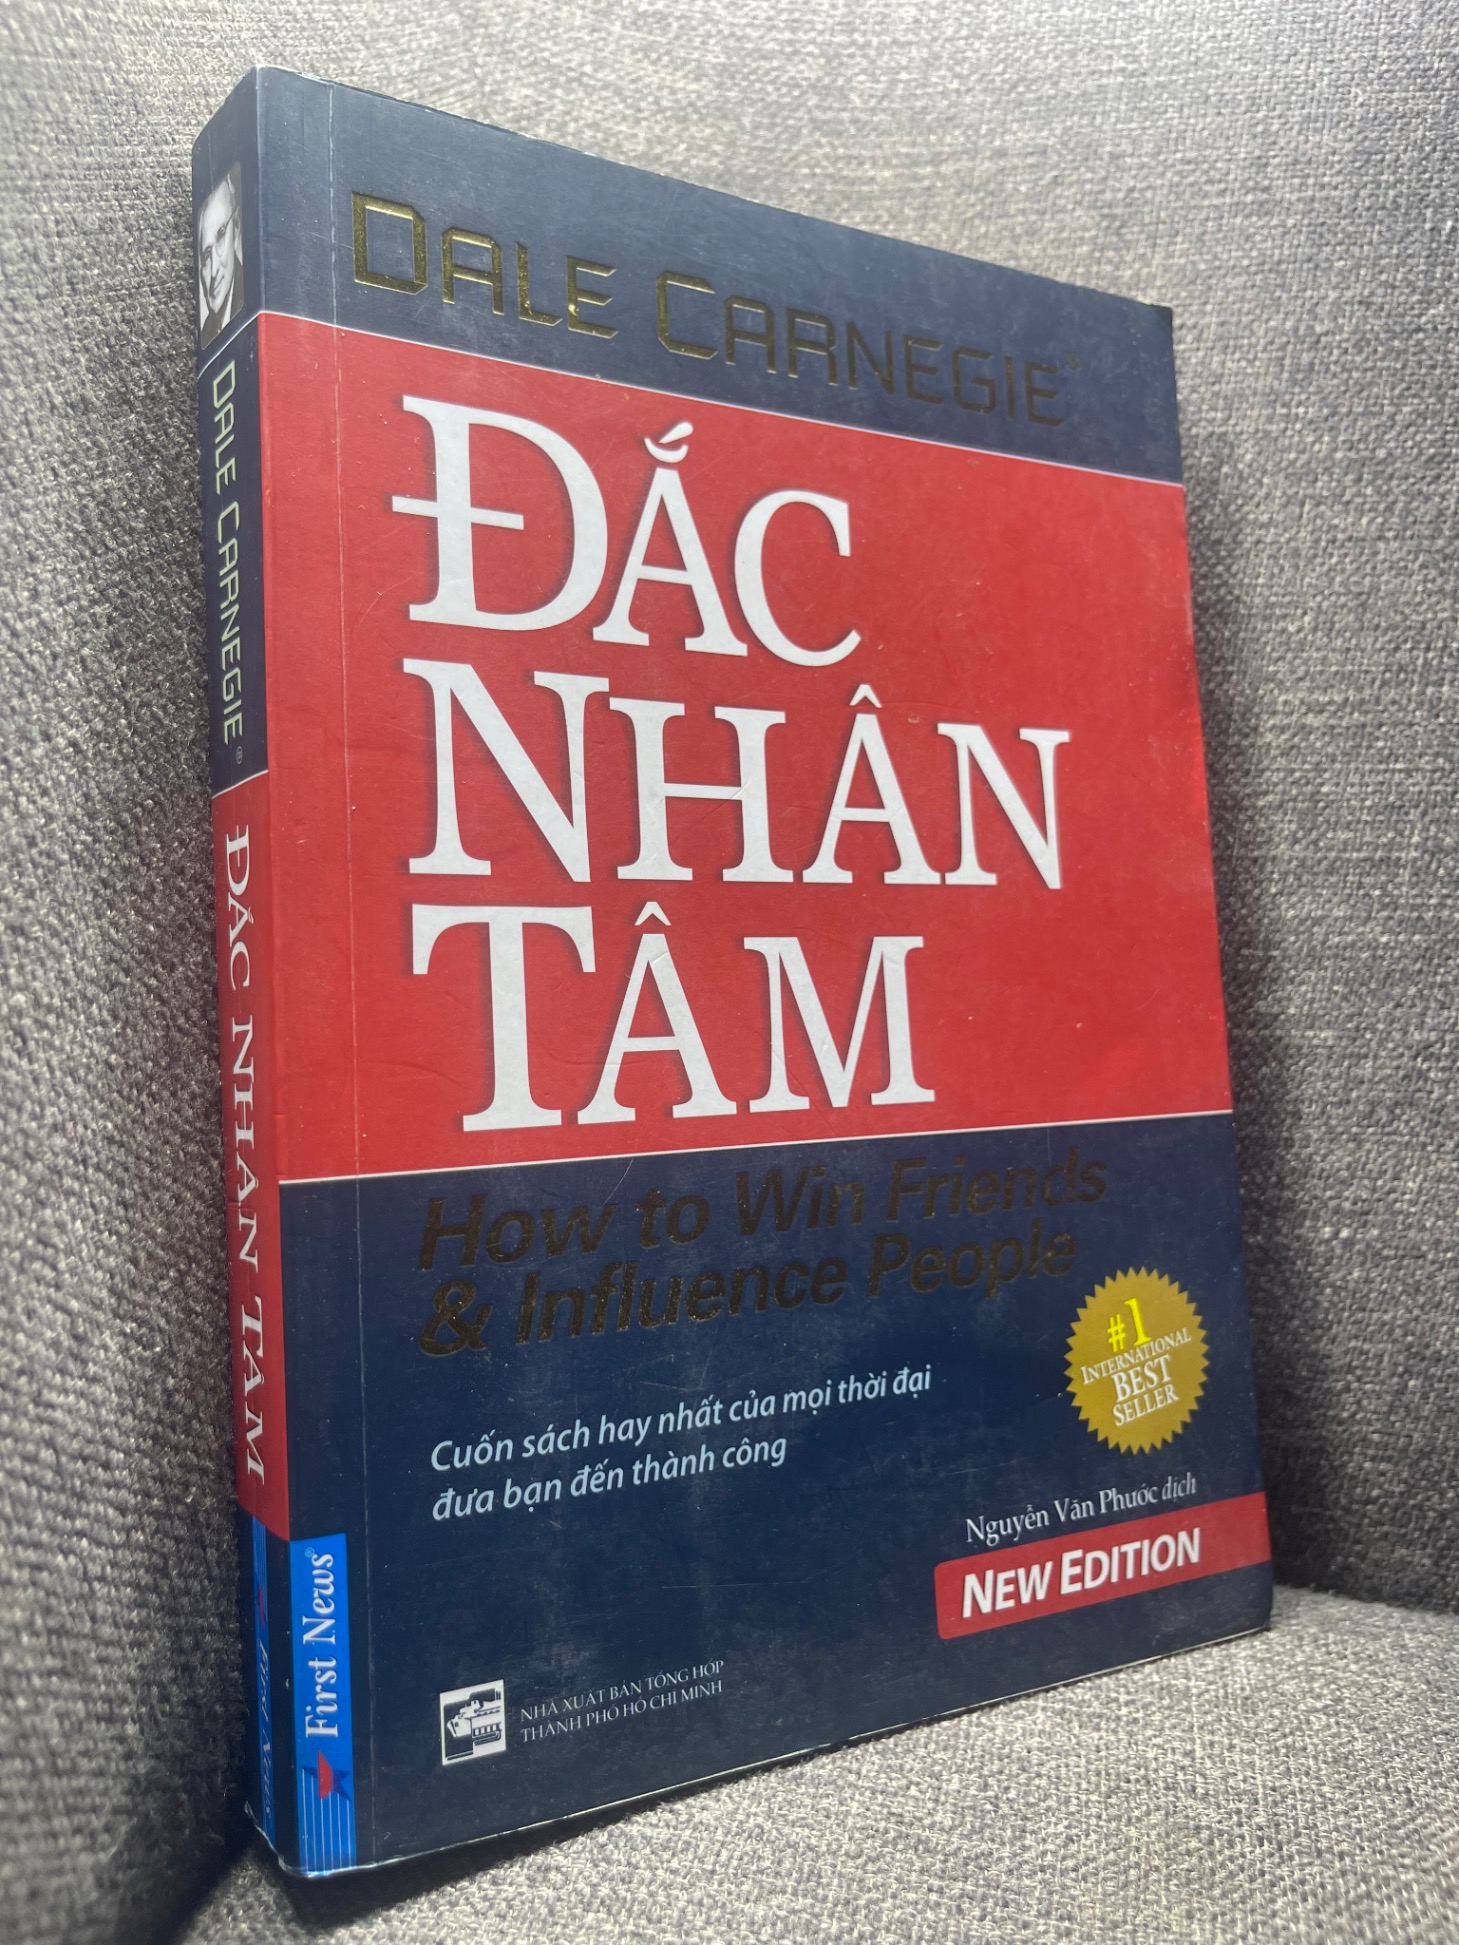 DALE CARNEGIE®
ĐẮC
NHÂN
TÂM
How to Win Friends
& Influence People
#1
INTERNATIONAL
BEST
SELLER
Cuốn sách hay nhất của mọi thời đại
đưa bạn đến thành công
Nguyễn Văn Phước dịch
NEW EDITION
NHÀ XUẤT BẢN TỔNG HỢP
THÀNH PHỐ HỒ CHÍ MINH
First News®
DALE CARNEGIE®
ĐẮC NHÂN TÂM
First News